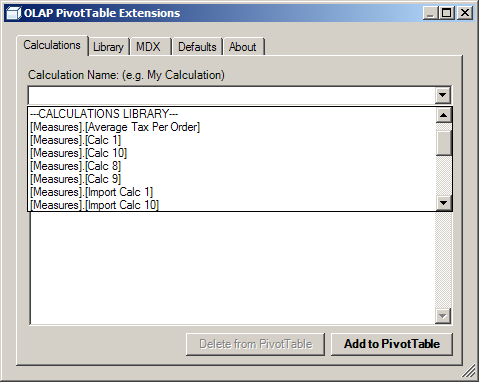 OLAP PivotTable Extensions
Calculations Library MDX Defaults About
Calculation Name: (e.g. My Calculation)
---CALCULATIONS LIBRARY---
[Measures].[Average Tax Per Order]
[Measures].[Calc 1]
[Measures].[Calc 10]
[Measures].[Calc 8]
[Measures].[Calc 9]
[Measures].[Import Calc 1]
[Measures].[Import Calc 10]
Delete from PivotTable Add to PivotTable